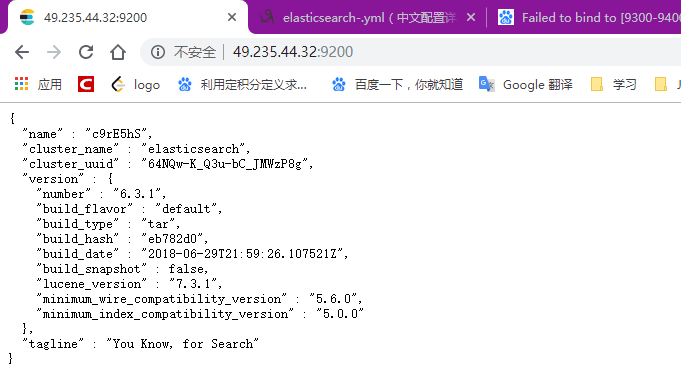 49.235.44.32:9200
elasticsearch-.yml（中文配置详
Failed to bind to [9300-940
不安全
49.235.44.32:9200
应用
logo
利用定积分定义求...
百度一下，你就知道
Google 翻译
学习
{
"name" : "c9rE5hS",
"cluster_name" : "elasticsearch",
"cluster_uuid" : "64NQw-K_Q3u-bC_JMWzP8g",
"version" : {
"number" : "6.3.1",
"build_flavor" : "default",
"build_type" : "tar",
"build_hash" : "eb782d0",
"build_date" : "2018-06-29T21:59:26.107521Z",
"build_snapshot" : false,
"lucene_version" : "7.3.1",
"minimum_wire_compatibility_version" : "5.6.0",
"minimum_index_compatibility_version" : "5.0.0"
},
"tagline" : "You Know, for Search"
}